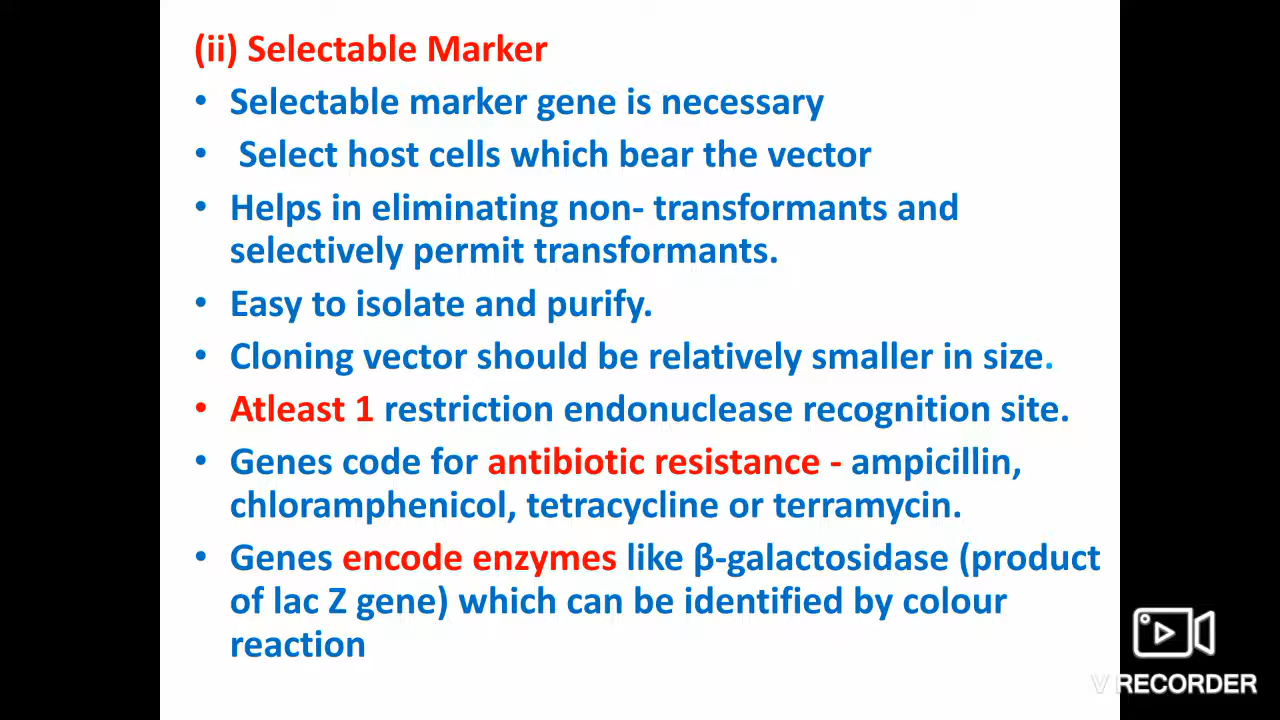 (ii) Selectable Marker
• Selectable marker gene is necessary
• Select host cells which bear the vector
• Helps in eliminating non- transformants and
selectively permit transformants.
• Easy to isolate and purify.
• Cloning vector should be relatively smaller in size.
• Atleast 1 restriction endonuclease recognition site.
• Genes code for antibiotic resistance - ampicillin,
chloramphenicol, tetracycline or terramycin.
• Genes encode enzymes like β-galactosidase (product
of lac Z gene) which can be identified by colour
reaction
V RECORDER